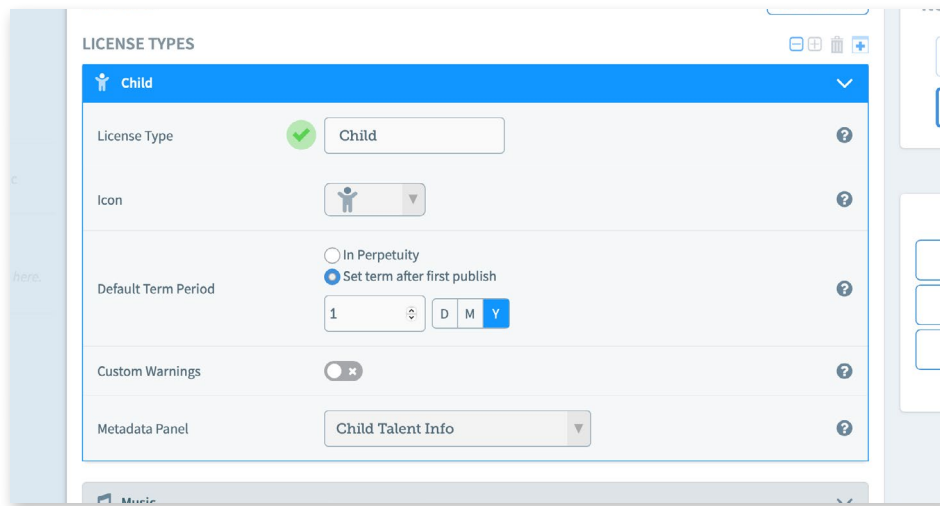 LICENSE TYPES
Child
License Type Child
Icon
In Perpetuity
Set term after first publish
Default Term Period
1 D M Y
Custom Warnings
Metadata Panel Child Talent Info
Music
here.